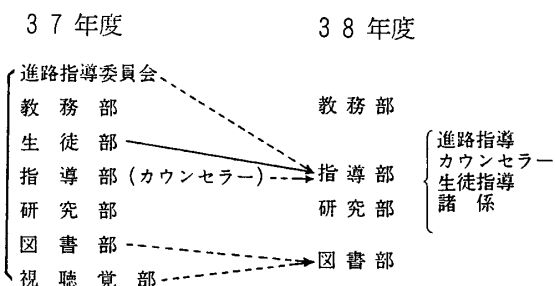 37年度
進路指導委員会
教務部
生徒部
指導部(カウンセラー)
研究部
図書部
視聴覚部
38年度
教務部
指導部
研究部
図書部
進路指導
カウンセラー
生徒指導
諸係